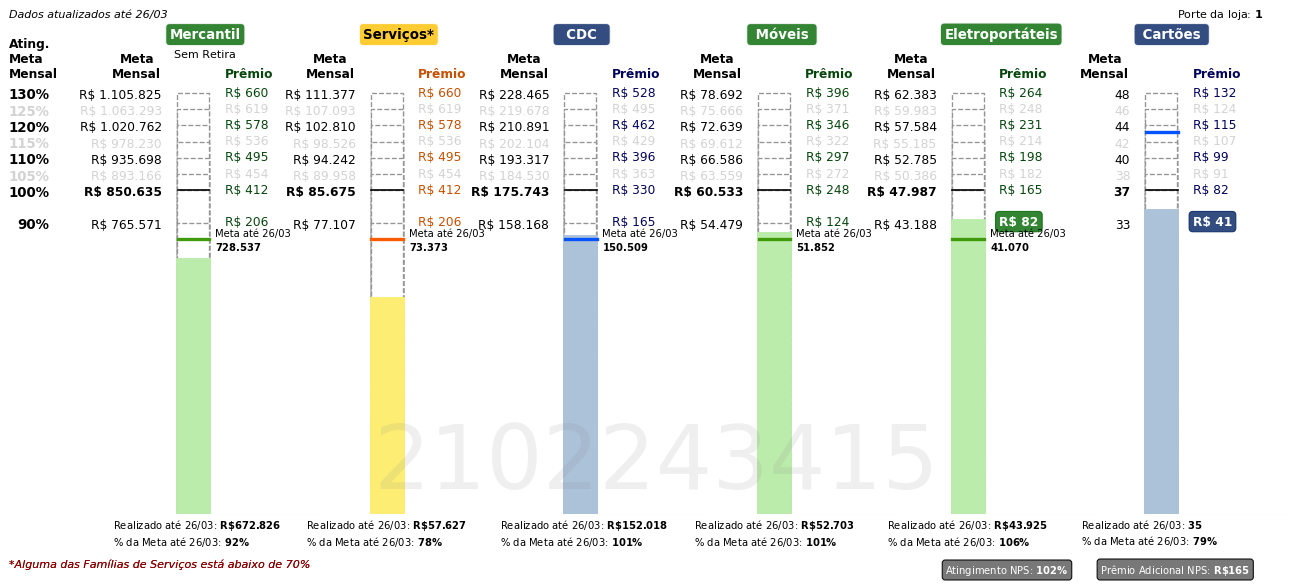 Dados atualizados até 26/03
Porte da loja: 1
Mercantil Serviços* CDC Móveis Eletroportáteis Cartões
Sem Retira
Ating. Meta Mensal
Meta Mensal Prêmio Meta Mensal Prêmio Meta Mensal Prêmio Meta Mensal Prêmio Meta Mensal Prêmio Meta Mensal Prêmio
130% R$ 1.105.825 R$ 660 R$ 111.377 R$ 660 R$ 228.465 R$ 528 R$ 78.692 R$ 396 R$ 62.383 R$ 264 48 R$ 132
125% R$ 1.063.293 R$ 619 R$ 107.093 R$ 619 R$ 219.678 R$ 495 R$ 75.666 R$ 371 R$ 59.983 R$ 248 46 R$ 124
120% R$ 1.020.762 R$ 578 R$ 102.810 R$ 578 R$ 210.891 R$ 462 R$ 72.639 R$ 346 R$ 57.584 R$ 231 44 R$ 115
115% R$ 978.230 R$ 536 R$ 98.526 R$ 536 R$ 202.104 R$ 429 R$ 69.612 R$ 322 R$ 55.185 R$ 214 42 R$ 107
110% R$ 935.698 R$ 495 R$ 94.242 R$ 495 R$ 193.317 R$ 396 R$ 66.586 R$ 297 R$ 52.785 R$ 198 40 R$ 99
105% R$ 893.166 R$ 454 R$ 89.958 R$ 454 R$ 184.530 R$ 363 R$ 63.559 R$ 272 R$ 50.386 R$ 182 38 R$ 91
100% R$ 850.635 R$ 412 R$ 85.675 R$ 412 R$ 175.743 R$ 330 R$ 60.533 R$ 248 R$ 47.987 R$ 165 37 R$ 82
90% R$ 765.571 R$ 206 R$ 77.107 R$ 206 R$ 158.168 R$ 165 R$ 54.479 R$ 124 R$ 43.188 R$ 82 33 R$ 41
Meta até 26/03 Meta até 26/03 Meta até 26/03 Meta até 26/03 Meta até 26/03
728.537 73.373 150.509 51.852 41.070
2102243415
Realizado até 26/03: R$672.826 Realizado até 26/03: R$57.627 Realizado até 26/03: R$152.018 Realizado até 26/03: R$52.703 Realizado até 26/03: R$43.925 Realizado até 26/03: 35
% da Meta até 26/03: 92% % da Meta até 26/03: 78% % da Meta até 26/03: 101% % da Meta até 26/03: 101% % da Meta até 26/03: 106% % da Meta até 26/03: 79%
*Alguma das Famílias de Serviços está abaixo de 70%
Atingimento NPS: 102% Prêmio Adicional NPS: R$165